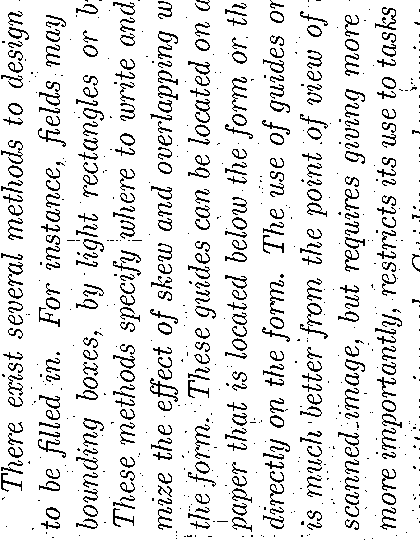 There exist several methods to design
to be filled in. For instance, fields may
bounding boxes, by light rectangles or b
These methods specify where to write and
mize the effect of skew and overlapping w
the form. These guides can be located on a
paper that is located below the form or th
directly on the form. The use of guides on
is much better from the point of view of
scanned image, but requires giving more
more importantly, restricts its use to tasks